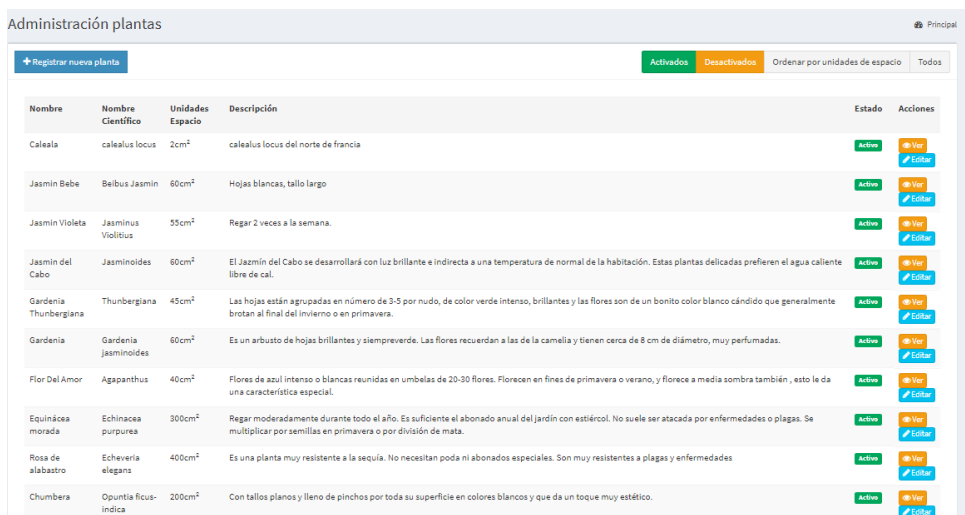 Administración plantas
Principal
Registrar nueva planta
Activados Desactivados Ordenar por unidades de espacio Todos
Nombre Nombre Científico Unidades Espacio Descripción Estado Acciones
Caleala calealus locus 2cm² calealus locus del norte de francia Activo Ver
Editar
Jasmin Bebe Beibus Jasmin 60cm² Hojas blancas, tallo largo Activo Ver
Editar
Jasmin Violeta Jasminus Violitius 55cm² Regar 2 veces a la semana. Activo Ver
Editar
Jasmin del Cabo Jasminoides 60cm² El Jazmín del Cabo se desarrollará con luz brillante e indirecta a una temperatura de normal de la habitación. Estas plantas delicadas prefieren el agua caliente libre de cal. Activo Ver
Editar
Gardenia Thunbergiana Thunbergiana 45cm² Las hojas están agrupadas en número de 3-5 por nudo, de color verde intenso, brillantes y las flores son de un bonito color blanco cándido que generalmente brotan al final del invierno o en primavera. Activo Ver
Editar
Gardenia Gardenia jasminoides 60cm² Es un arbusto de hojas brillantes y siempreverde. Las flores recuerdan a las de la camelia y tienen cerca de 8 cm de diámetro, muy perfumadas. Activo Ver
Editar
Flor Del Amor Agapanthus 40cm² Flores de azul intenso o blancas reunidas en umbelas de 20-30 flores. Florecen en fines de primavera o verano, y florece a media sombra también , esto le da una característica especial. Activo Ver
Editar
Equinácea morada Echinacea purpurea 300cm² Regar moderadamente durante todo el año. Es suficiente el abonado anual del jardín con estiércol. No suele ser atacada por enfermedades o plagas. Se multiplicar por semillas en primavera o por división de mata. Activo Ver
Editar
Rosa de alabastro Echeveria elegans 400cm² Es una planta muy resistente a la sequía. No necesitan poda ni abonados especiales. Son muy resistentes a plagas y enfermedades Activo Ver
Editar
Chumbera Opuntia ficus-indica 200cm² Con tallos planos y lleno de pinchos por toda su superficie en colores blancos y que da un toque muy estético. Activo Ver
Editar